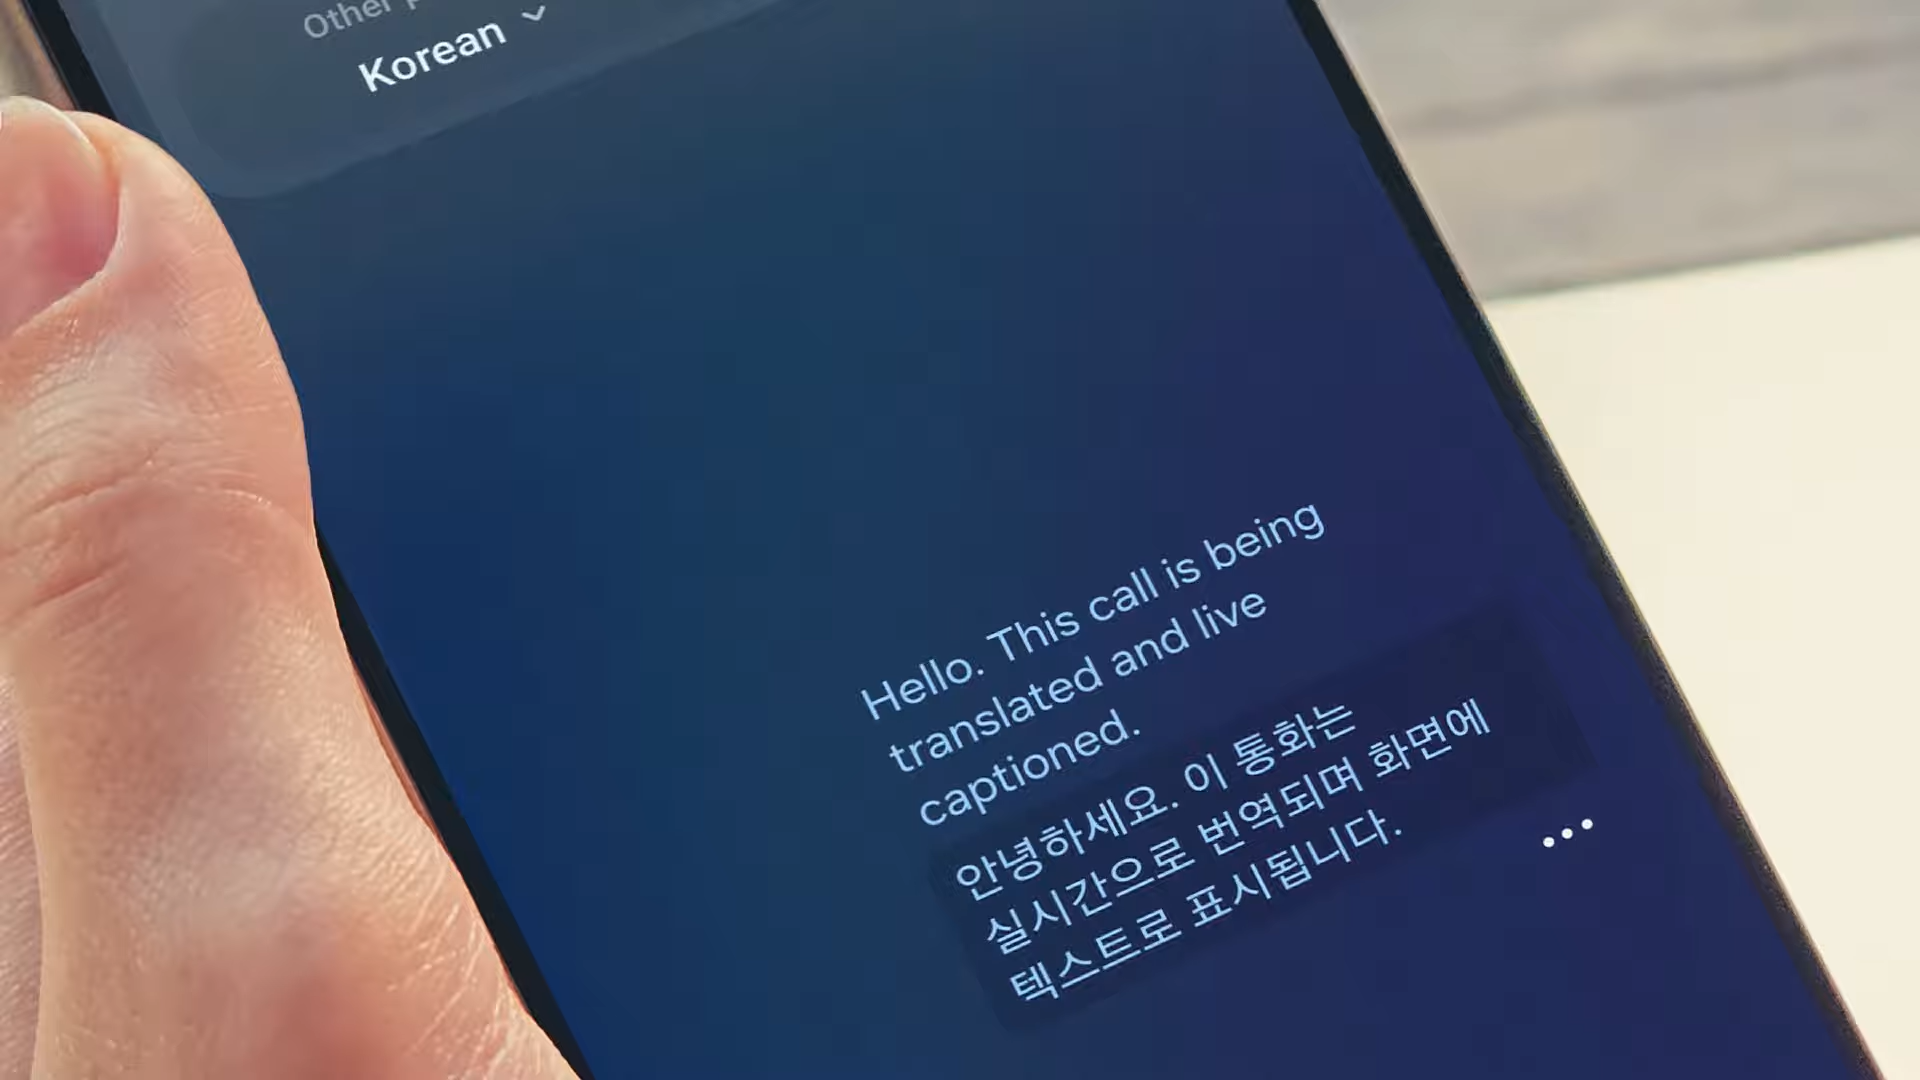 Other
Korean
Hello. This call is being
translated and live
captioned.
안녕하세요. 이 통화는
실시간으로 번역되며 화면에
텍스트로 표시됩니다.